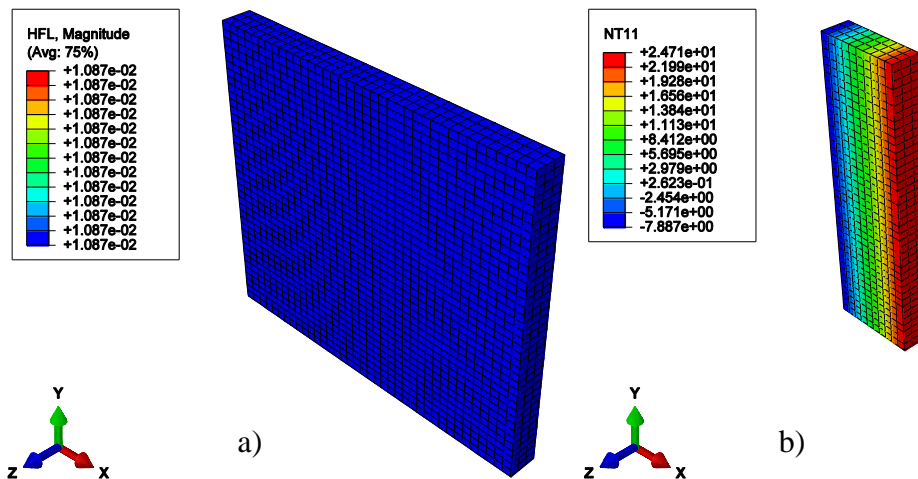 HFL, Magnitude
(Avg: 75%)
+1.087e-02
+1.087e-02
+1.087e-02
+1.087e-02
+1.087e-02
+1.087e-02
+1.087e-02
+1.087e-02
+1.087e-02
+1.087e-02
+1.087e-02
+1.087e-02
+1.087e-02
Y
Z
X
a)
NT11
+2.471e+01
+2.199e+01
+1.928e+01
+1.656e+01
+1.384e+01
+1.113e+01
+8.412e+00
+5.695e+00
+2.979e+00
+2.623e-01
-2.454e+00
-5.171e+00
-7.887e+00
Y
Z
X
b)